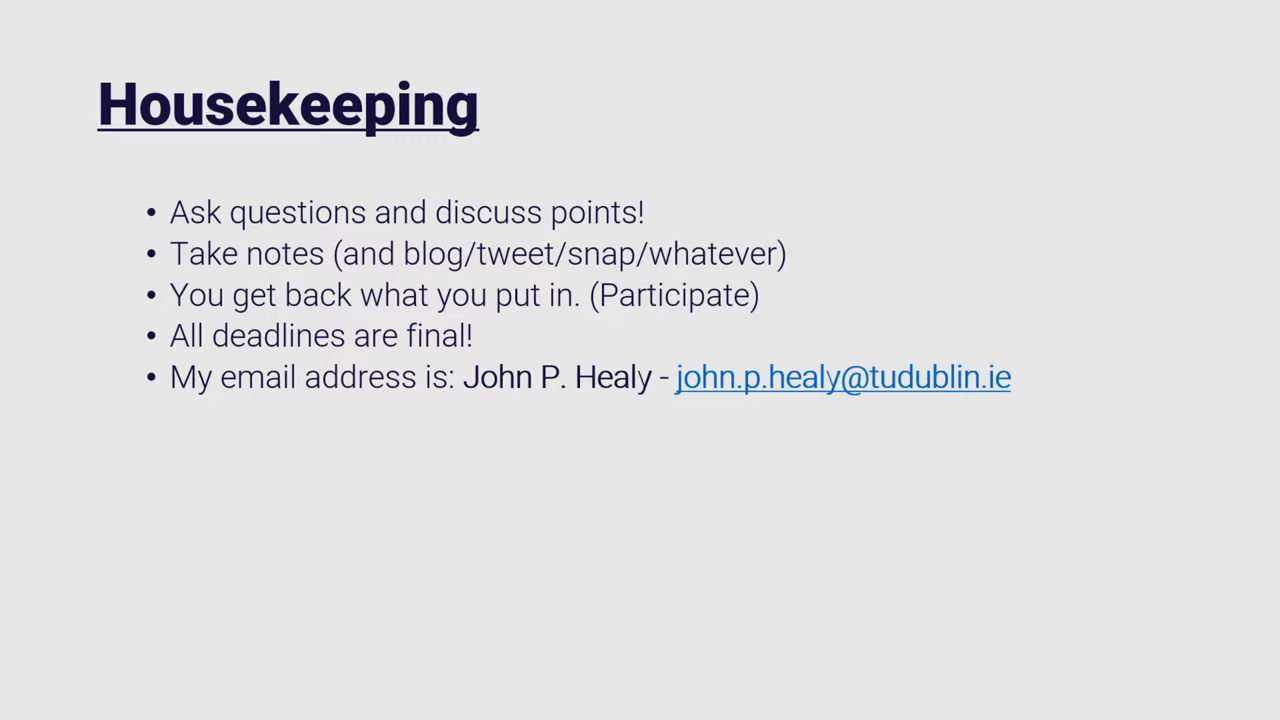 Housekeeping
• Ask questions and discuss points!
• Take notes (and blog/tweet/snap/whatever)
• You get back what you put in. (Participate)
• All deadlines are final!
• My email address is: John P. Healy - john.p.healy@tudublin.ie